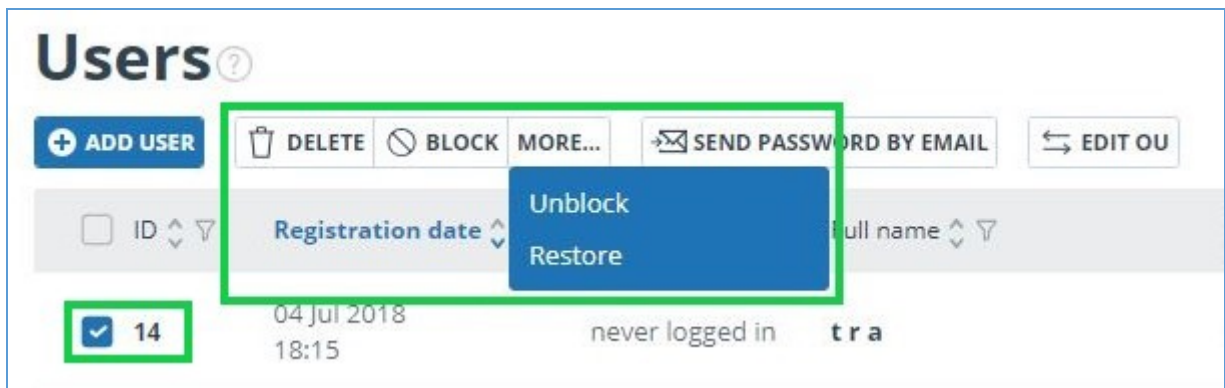 Users ?
ADD USER DELETE BLOCK MORE... SEND PASSWORD BY EMAIL EDIT OU
Unblock
Restore
ID Registration date Full name
14 04 Jul 2018 18:15 never logged in t r a